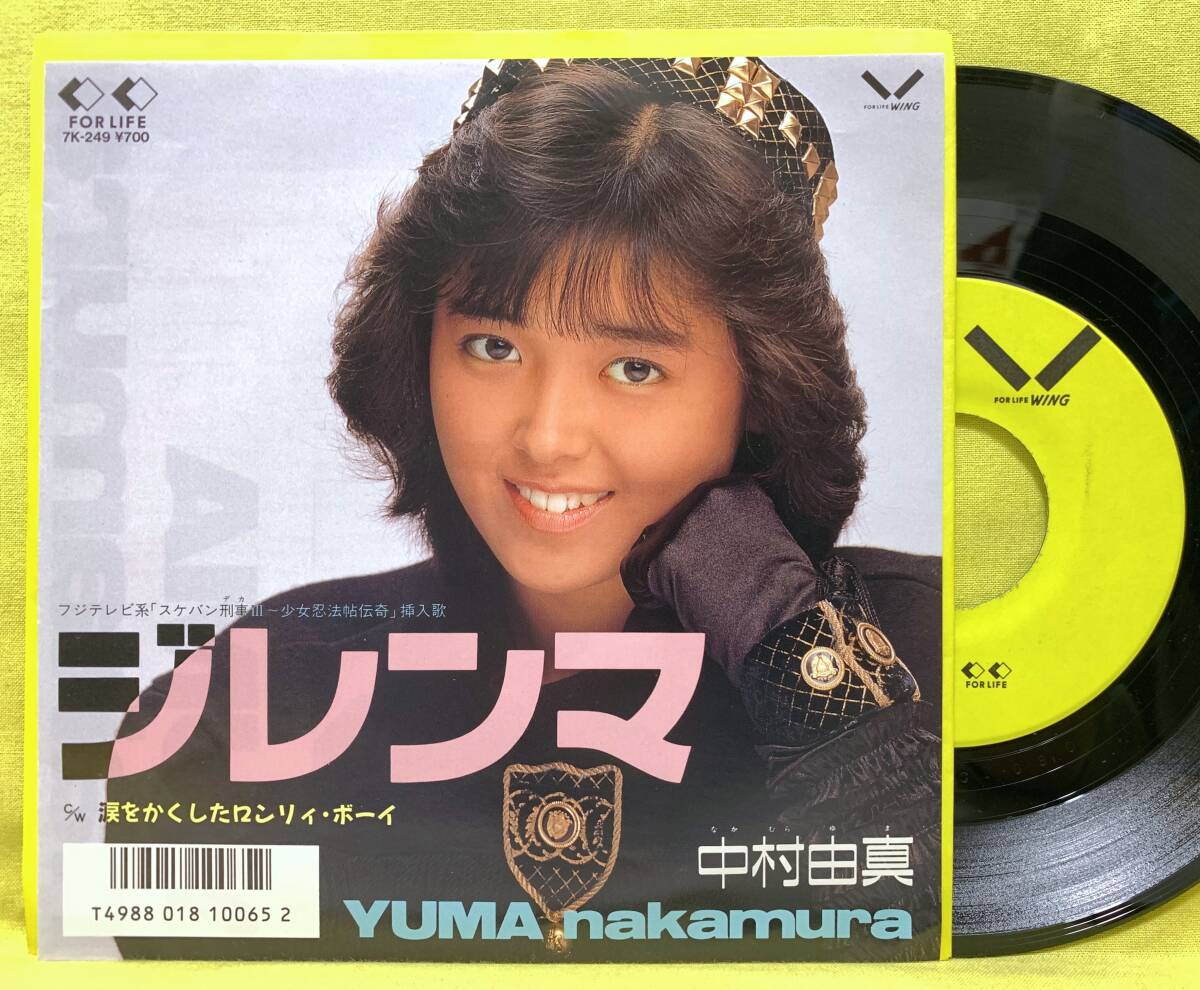 FOR LIFE
7K-249 ¥700
FOR LIFE WING
デカ
フジテレビ系「スケバン刑事III～少女忍法帖伝奇」挿入歌
ジレンマ
C/W 涙をかくしたロンリィ・ボーイ
T4988 018 10065 2
なかむらゆま
中村由真
YUMA nakamura
FOR LIFE WING
FOR LIFE